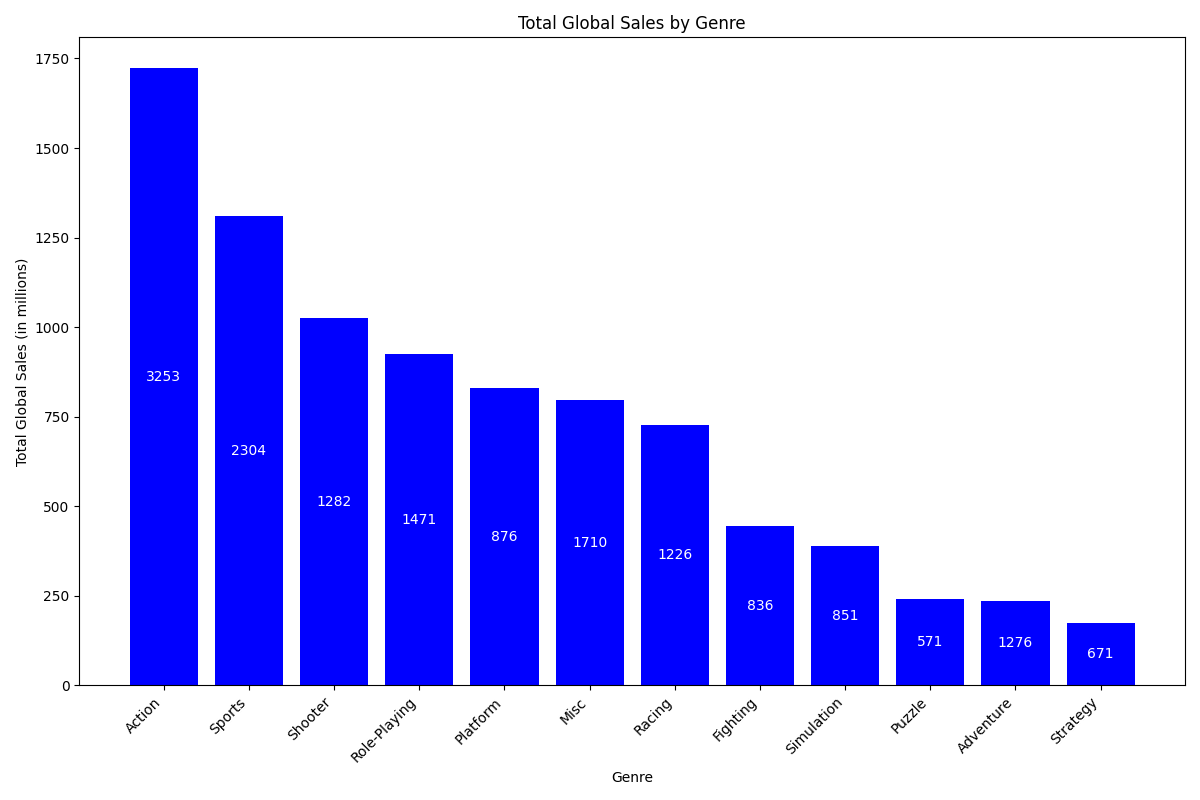 Total Global Sales by Genre
Total Global Sales (in millions)
1750
1500
1250
1000
750
500
250
0
3253
2304
1282
1471
876
1710
1226
836
851
571
1276
671
Action
Sports
Shooter
Role-Playing
Platform
Misc
Racing
Fighting
Simulation
Puzzle
Adventure
Strategy
Genre